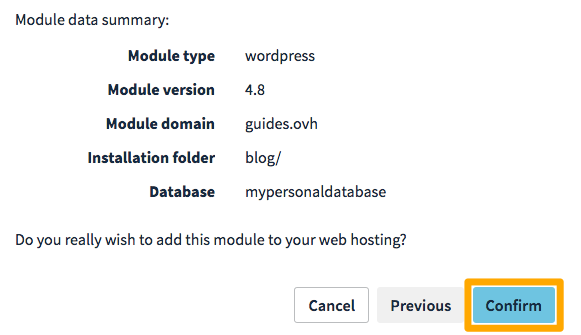 Module data summary:
Module type wordpress
Module version 4.8
Module domain guides.ovh
Installation folder blog/
Database mypersonaldatabase
Do you really wish to add this module to your web hosting?
Cancel Previous Confirm